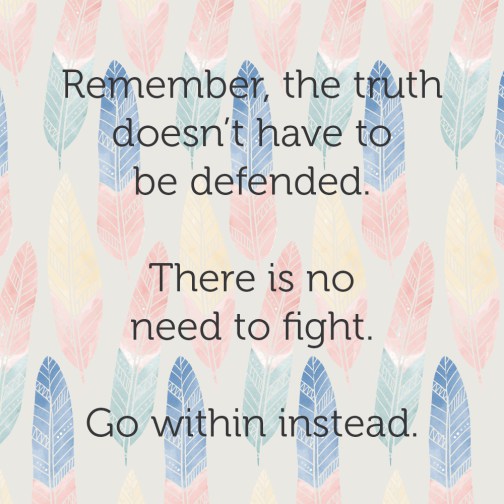 Remember, the truth
doesn’t have to
be defended.
There is no
need to fight.
Go within instead.